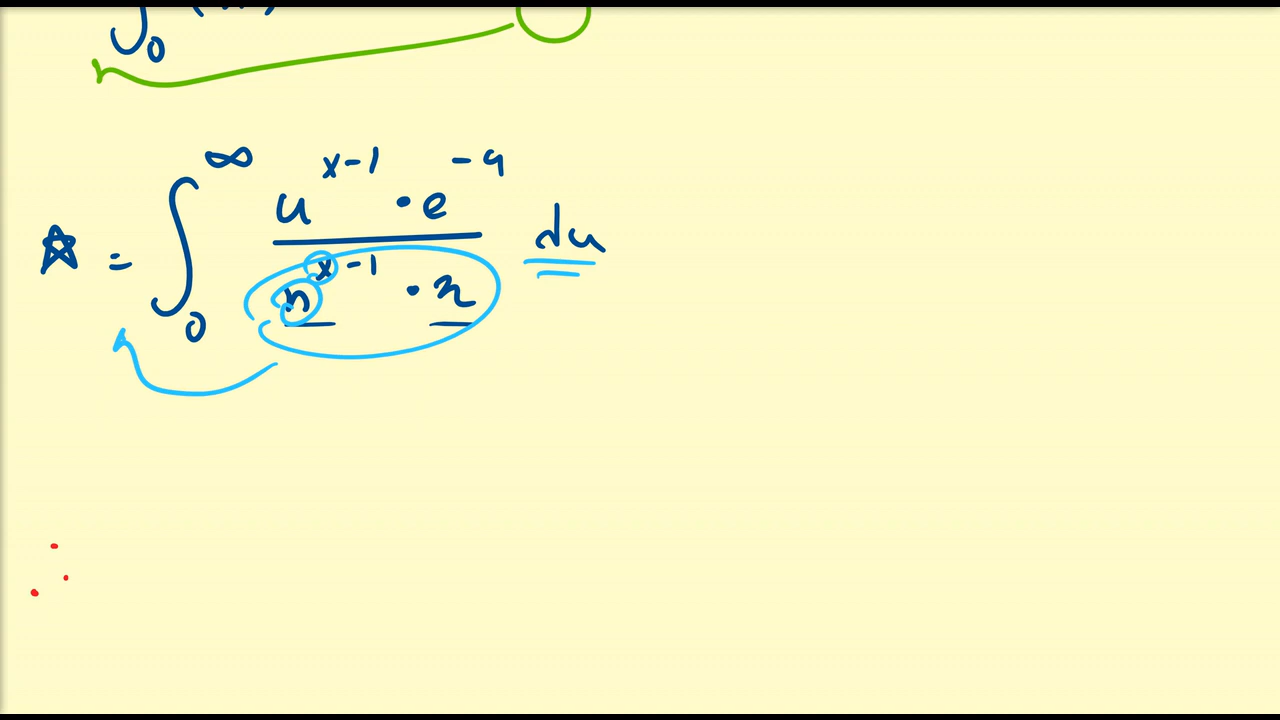 ∫₀
☆ = ∫₀^∞ (u^(x-1) · e^(-u)) / (n^(x-1) · n) du
∴